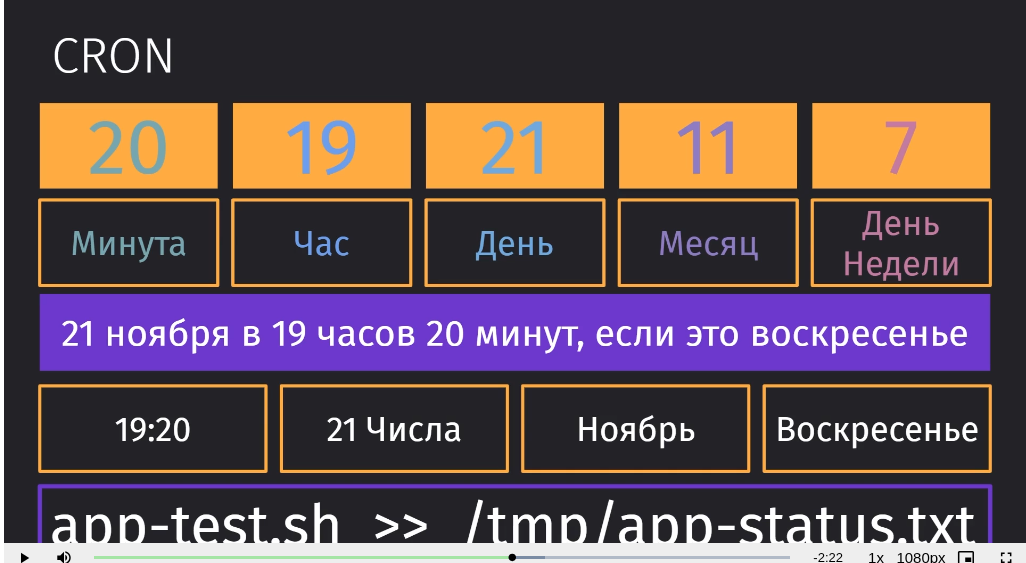 CRON
20 19 21 11 7
Минута Час День Месяц День Недели
21 ноября в 19 часов 20 минут, если это воскресенье
19:20 21 Числа Ноябрь Воскресенье
app-test.sh >> /tmp/app-status.txt
-2:22 1x 1080px